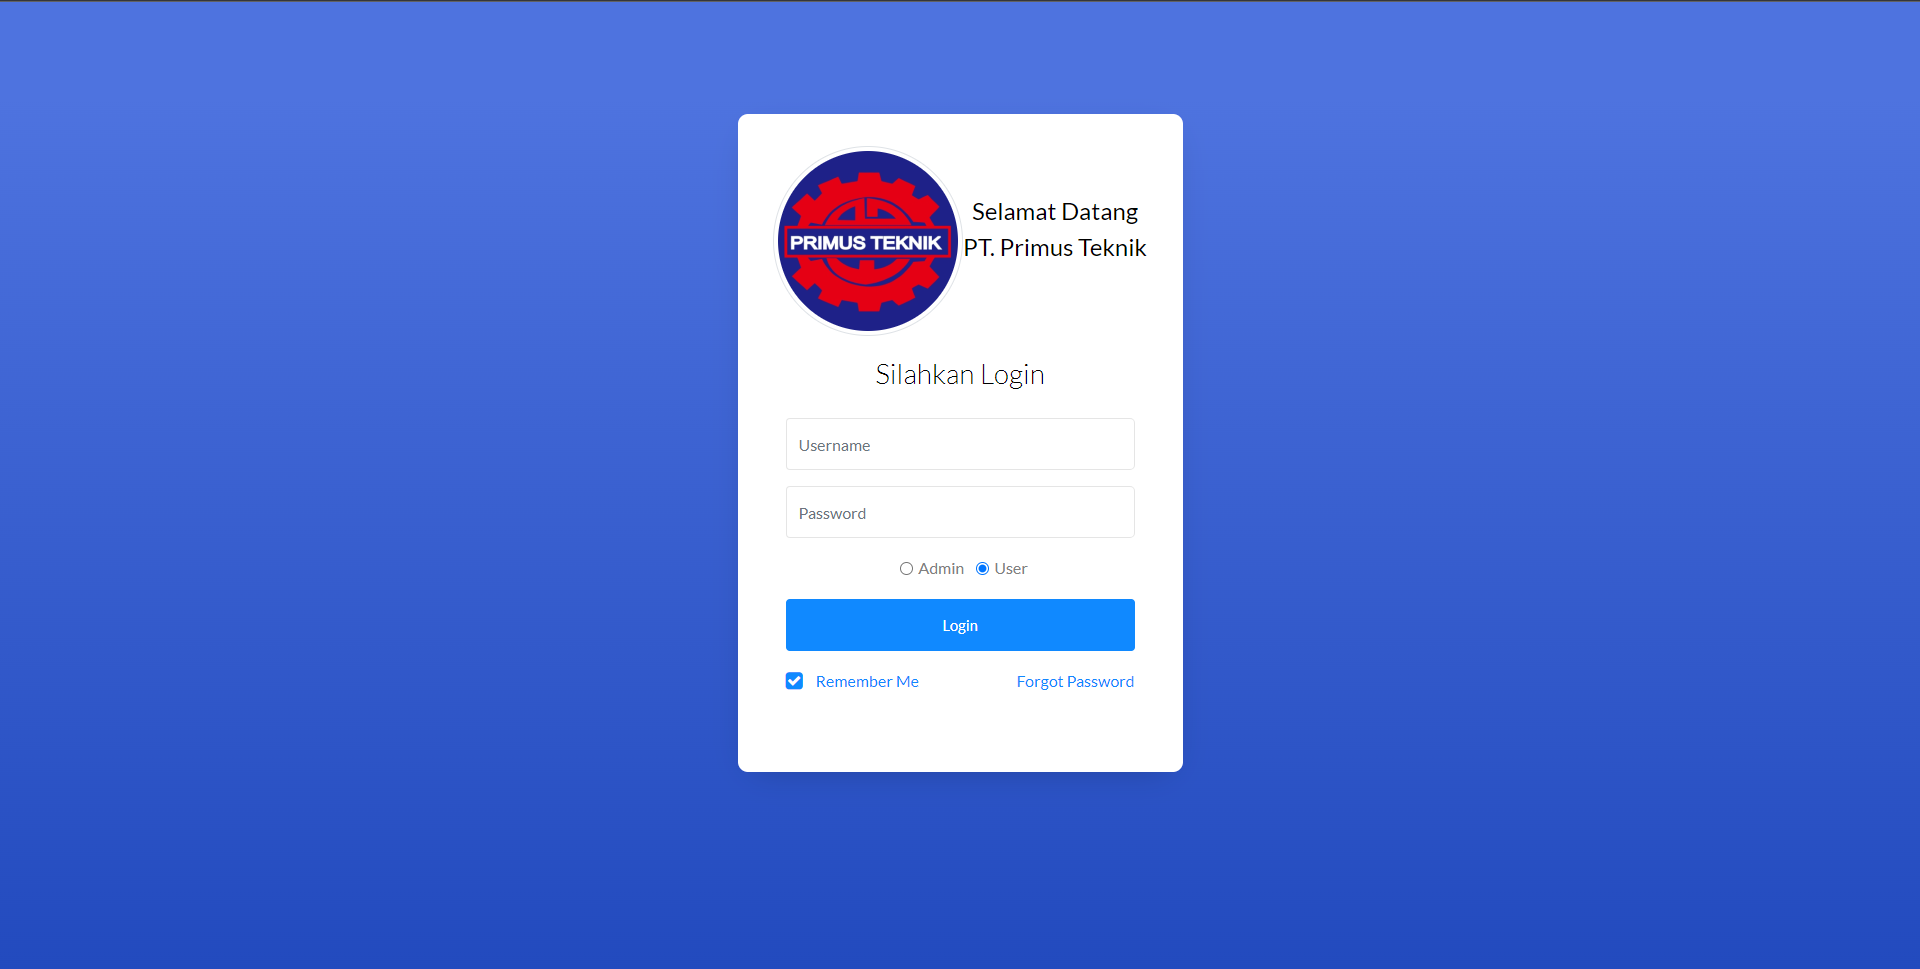 PRIMUS TEKNIK
Selamat Datang
PT. Primus Teknik
Silahkan Login
Username
Password
Admin User
Login
Remember Me Forgot Password